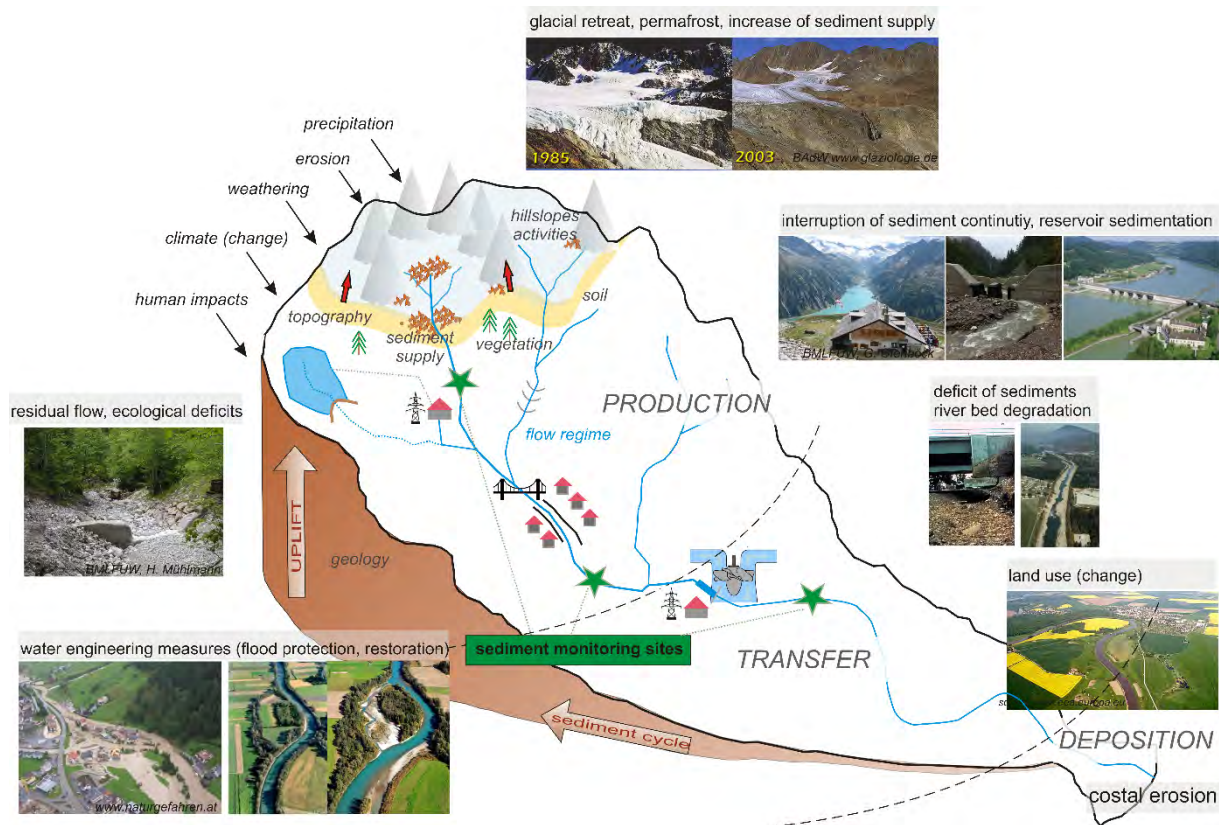 glacial retreat, permafrost, increase of sediment supply
1985
2003
BAdW www.glaziologie.de
precipitation
erosion
weathering
climate (change)
human impacts
hillslopes
activities
topography
sediment
supply
vegetation
soil
interruption of sediment continutiy, reservoir sedimentation
BMLFUW, G.
residual flow, ecological deficits
BMLFUW, H. Mühlmann
PRODUCTION
flow regime
deficit of sediments
river bed degradation
UPLIFT
geology
land use (change)
water engineering measures (flood protection, restoration)
www.naturgefahren.at
sediment monitoring sites
TRANSFER
sediment cycle
DEPOSITION
costal erosion